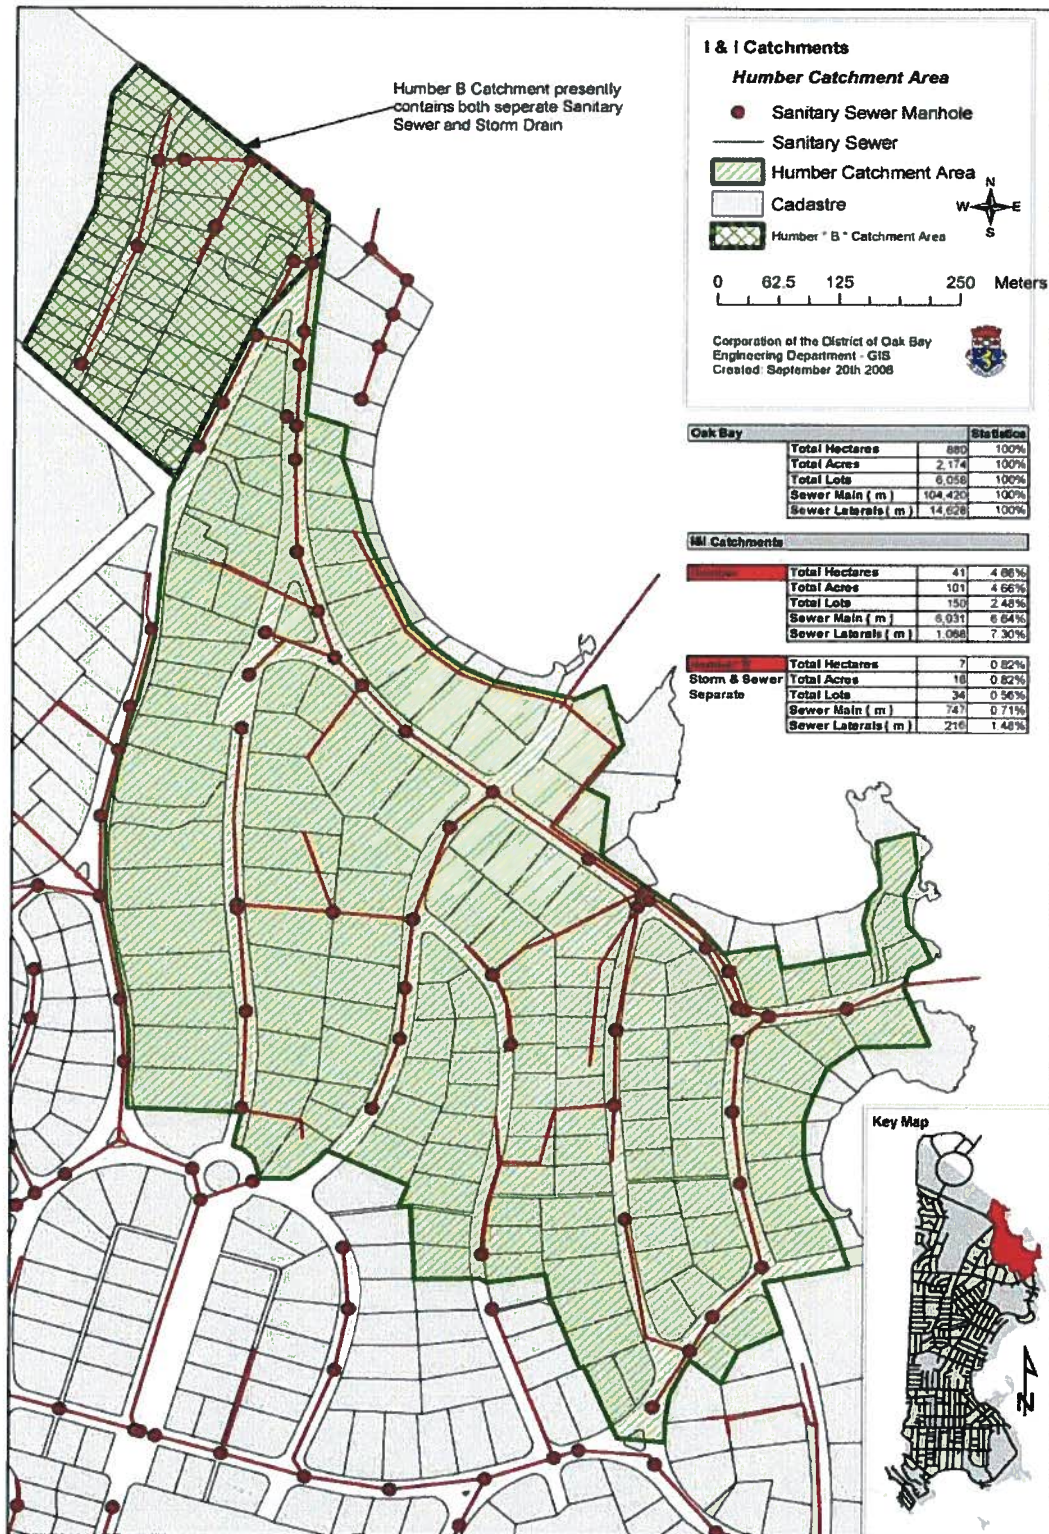 Humber B Catchment presently
contains both seperate Sanitary
Sewer and Storm Drain
I & I Catchments
Humber Catchment Area
Sanitary Sewer Manhole
Sanitary Sewer
Humber Catchment Area
Cadastre
Humber " B " Catchment Area
N
W E
S
0 62.5 125 250 Meters
Corporation of the District of Oak Bay
Engineering Department - GIS
Created: September 20th 2006
Oak Bay Statistics
Total Hectares 880 100%
Total Acres 2,174 100%
Total Lots 6,058 100%
Sewer Main ( m ) 104,420 100%
Sewer Laterals ( m ) 14,628 100%
I&I Catchments
Humber Total Hectares 41 4.66%
Total Acres 101 4.66%
Total Lots 150 2.48%
Sewer Main ( m ) 6,931 6.64%
Sewer Laterals ( m ) 1,068 7.30%
Humber " B " Total Hectares 7 0.82%
Storm & Sewer Total Acres 18 0.82%
Separate Total Lots 34 0.56%
Sewer Main ( m ) 747 0.71%
Sewer Laterals ( m ) 216 1.48%
Key Map
N